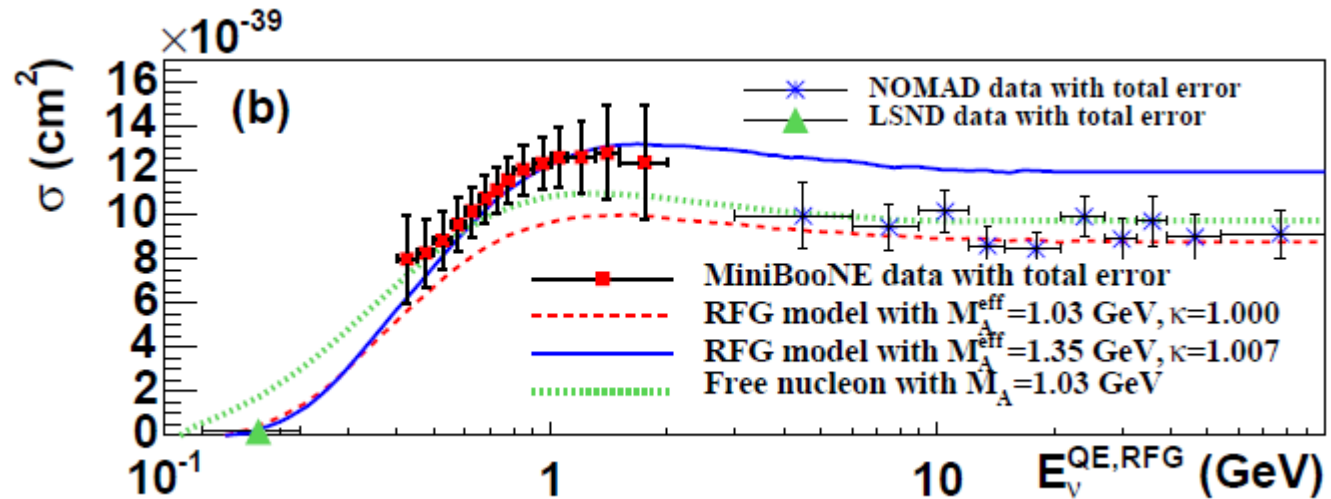 ×10⁻³⁹
σ (cm²)
16
14
12
10
8
6
4
2
0
(b)
NOMAD data with total error
LSND data with total error
MiniBooNE data with total error
RFG model with M_A^eff=1.03 GeV, κ=1.000
RFG model with M_A^eff=1.35 GeV, κ=1.007
Free nucleon with M_A=1.03 GeV
10⁻¹
1
10
E_ν^QE,RFG (GeV)